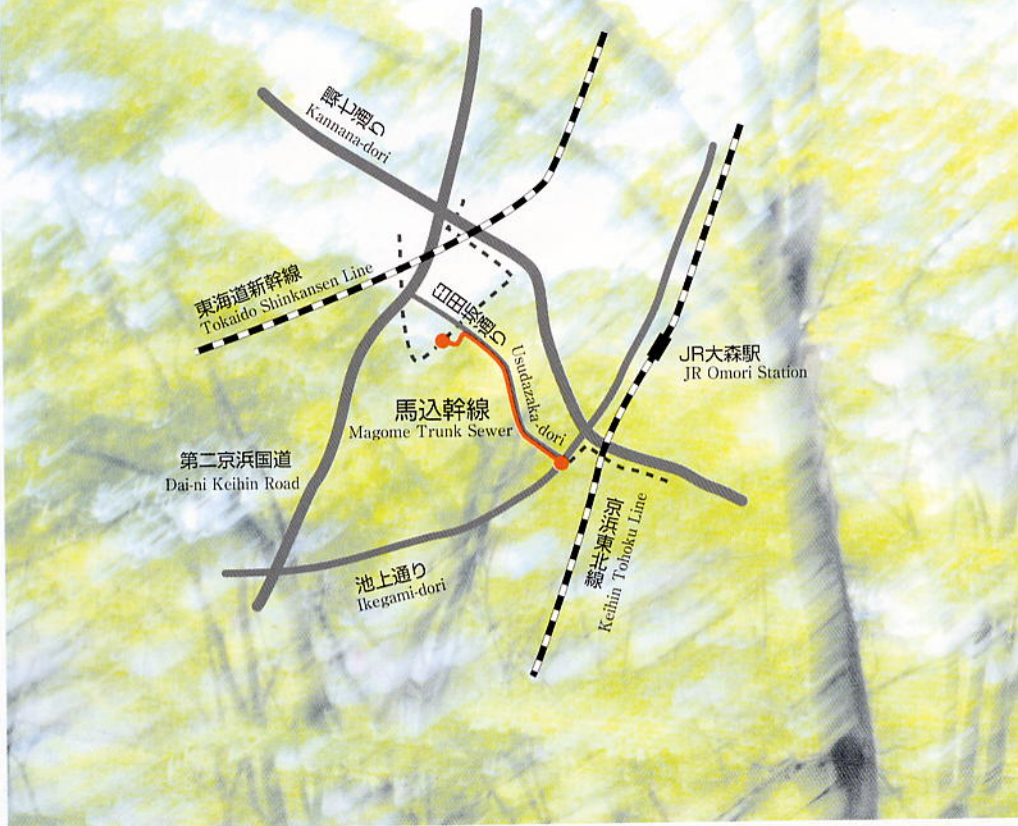 環七通り
Kannana-dori
東海道新幹線
Tokaido Shinkansen Line
臼田坂通り
Usudazaka-dori
JR大森駅
JR Omori Station
馬込幹線
Magome Trunk Sewer
第二京浜国道
Dai-ni Keihin Road
京浜東北線
Keihin Tohoku Line
池上通り
Ikegami-dori